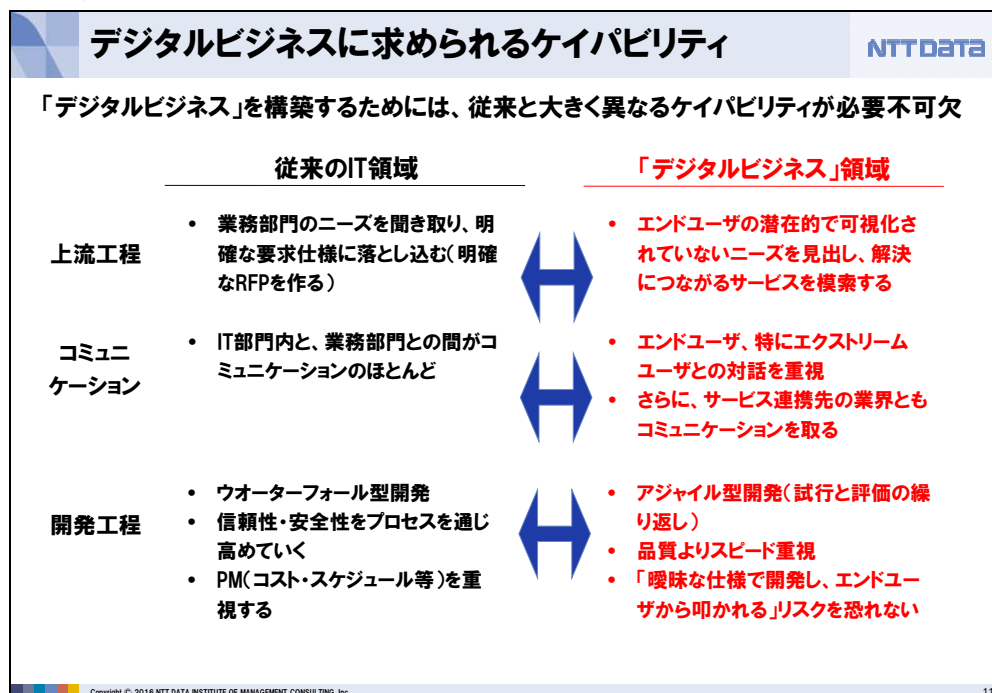 デジタルビジネスに求められるケイパビリティ
NTT DATA
「デジタルビジネス」を構築するためには、従来と大きく異なるケイパビリティが必要不可欠
従来のIT領域
「デジタルビジネス」領域
上流工程
• 業務部門のニーズを聞き取り、明
確な要求仕様に落とし込む(明確
なRFPを作る)
• エンドユーザの潜在的で可視化さ
れていないニーズを見出し、解決
につながるサービスを模索する
コミュニ
ケーション
• IT部門内と、業務部門との間がコ
ミュニケーションのほとんど
• エンドユーザ、特にエクストリーム
ユーザとの対話を重視
• さらに、サービス連携先の業界とも
コミュニケーションを取る
開発工程
• ウオーターフォール型開発
• 信頼性・安全性をプロセスを通じ
高めていく
• PM(コスト・スケジュール等)を重
視する
• アジャイル型開発(試行と評価の繰
り返し)
• 品質よりスピード重視
• 「曖昧な仕様で開発し、エンドユー
ザから叩かれる」リスクを恐れない
Copyright © 2016 NTT DATA INSTITUTE OF MANAGEMENT CONSULTING, Inc.
11